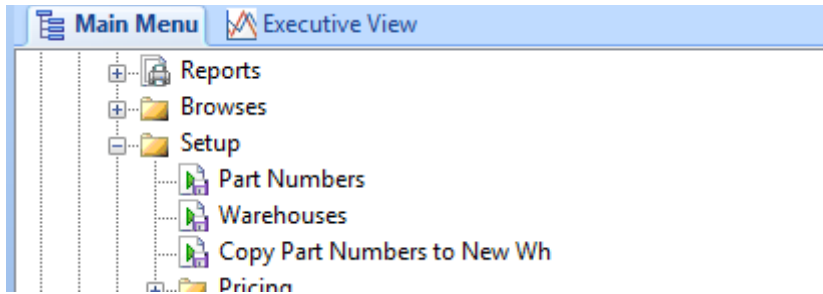 Main Menu Executive View
Reports
Browses
Setup
Part Numbers
Warehouses
Copy Part Numbers to New Wh
Pricing